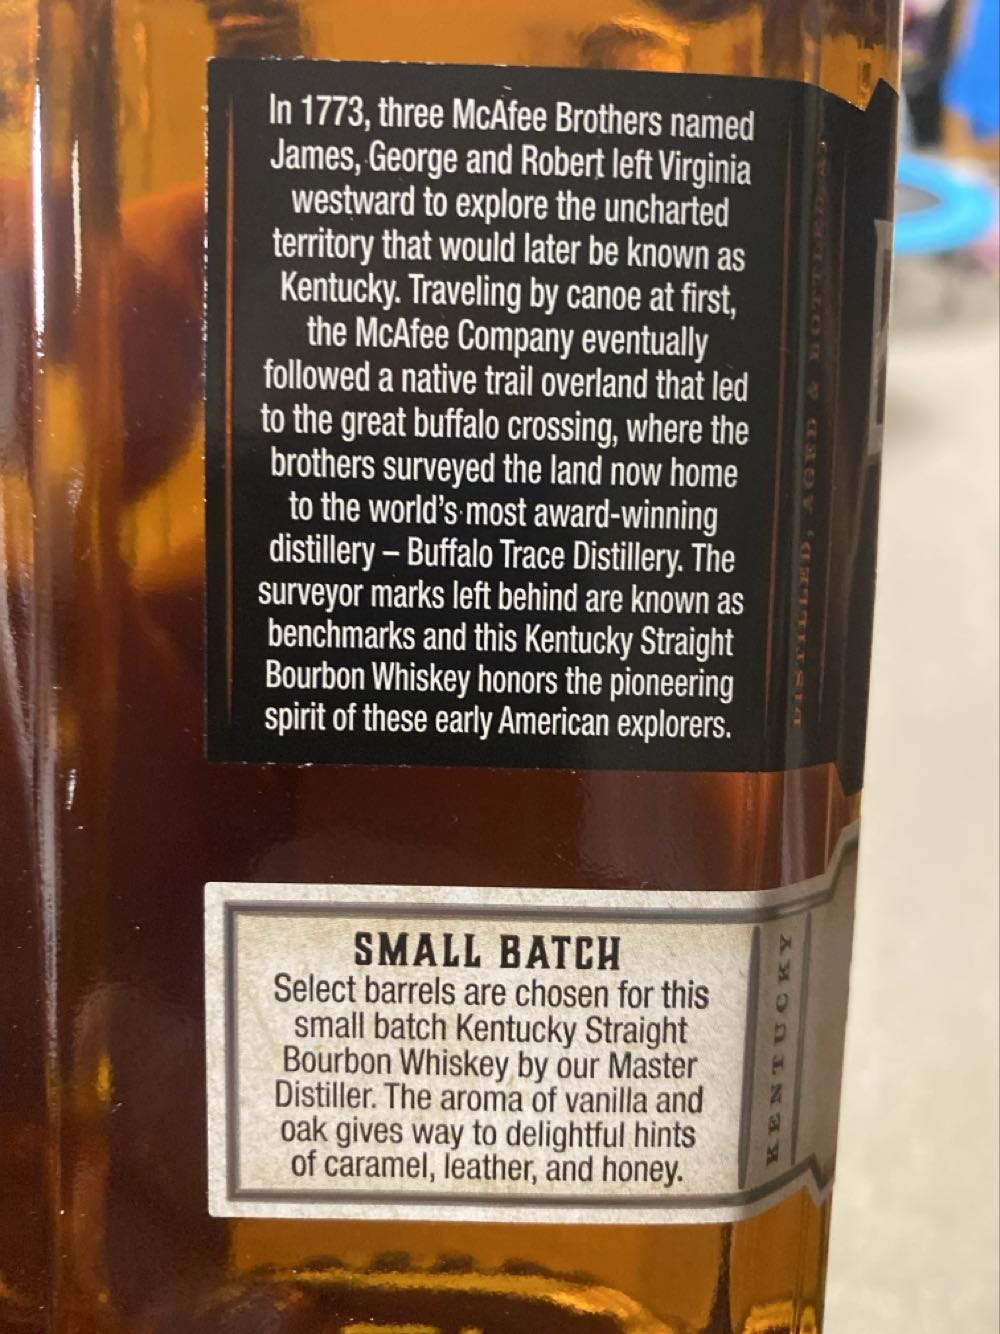 In 1773, three McAfee Brothers named
James, George and Robert left Virginia
westward to explore the uncharted
territory that would later be known as
Kentucky. Traveling by canoe at first,
the McAfee Company eventually
followed a native trail overland that led
to the great buffalo crossing, where the
brothers surveyed the land now home
to the world's most award-winning
distillery – Buffalo Trace Distillery. The
surveyor marks left behind are known as
benchmarks and this Kentucky Straight
Bourbon Whiskey honors the pioneering
spirit of these early American explorers.
DISTILLED, AGED & BOTTLED AT
SMALL BATCH
Select barrels are chosen for this
small batch Kentucky Straight
Bourbon Whiskey by our Master
Distiller. The aroma of vanilla and
oak gives way to delightful hints
of caramel, leather, and honey.
KENTUCKY